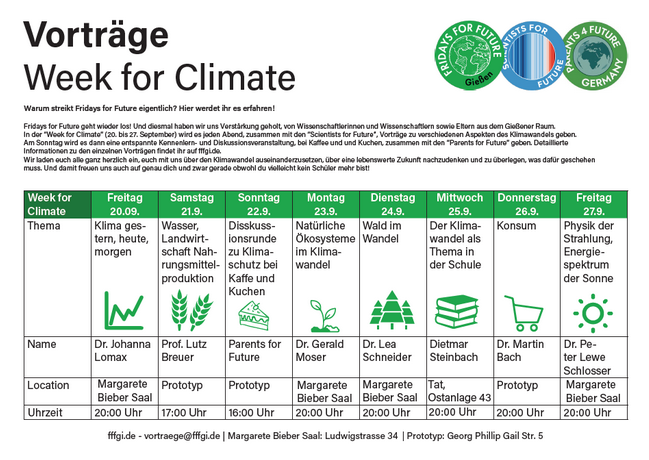 Vorträge
Week for Climate
FRIDAYS FOR FUTURE
Gießen
SCIENTISTS FOR FUTURE
PARENTS 4 FUTURE
GERMANY
Warum streikt Fridays for Future eigentlich? Hier werdet ihr es erfahren!
Fridays for Future geht wieder los! Und diesmal haben wir uns Verstärkung geholt, von Wissenschaftlerinnen und Wissenschaftlern sowie Eltern aus dem Gießener Raum.
In der "Week for Climate" (20. bis 27. September) wird es jeden Abend, zusammen mit den "Scientists for Future", Vorträge zu verschiedenen Aspekten des Klimawandels geben.
Am Sonntag wird es dann eine entspannte Kennenlern- und Diskussionsveranstaltung, bei Kaffee und und Kuchen, zusammen mit den "Parents for Future" geben. Detaillierte
Informationen zu den einzelnen Vorträgen findet ihr auf fffgi.de.
Wir laden euch alle ganz herzlich ein, euch mit uns über den Klimawandel auseinanderzusetzen, über eine lebenswerte Zukunft nachzudenken und zu überlegen, was dafür geschehen
muss. Und damit freuen uns auch auf genau dich und zwar gerade obwohl du vielleicht kein Schüler mehr bist!
Week for Climate
Freitag 20.09.
Samstag 21.9.
Sonntag 22.9.
Montag 23.9.
Dienstag 24.9.
Mittwoch 25.9.
Donnerstag 26.9.
Freitag 27.9.
Thema
Klima ges-
tern, heute,
morgen
Wasser,
Landwirt-
schaft Nah-
rungsmittel-
produktion
Disskuss-
ionsrunde
zu Klima-
schutz bei
Kaffe und
Kuchen
Natürliche
Ökosysteme
im Klima-
wandel
Wald im
Wandel
Der Klima-
wandel als
Thema in
der Schule
Konsum
Physik der
Strahlung,
Energie-
spektrum
der Sonne
Name
Dr. Johanna
Lomax
Prof. Lutz
Breuer
Parents for
Future
Dr. Gerald
Moser
Dr. Lea
Schneider
Dietmar
Steinbach
Dr. Martin
Bach
Dr. Pe-
ter Lewe
Schlosser
Location
Margarete
Bieber Saal
Prototyp
Prototyp
Margarete
Bieber Saal
Margarete
Bieber Saal
Tat,
Ostanlage 43
Prototyp
Margarete
Bieber Saal
Uhrzeit
20:00 Uhr
17:00 Uhr
16:00 Uhr
20:00 Uhr
20:00 Uhr
20:00 Uhr
20:00 Uhr
20:00 Uhr
fffgi.de - vortraege@fffgi.de | Margarete Bieber Saal: Ludwigstrasse 34 | Prototyp: Georg Phillip Gail Str. 5